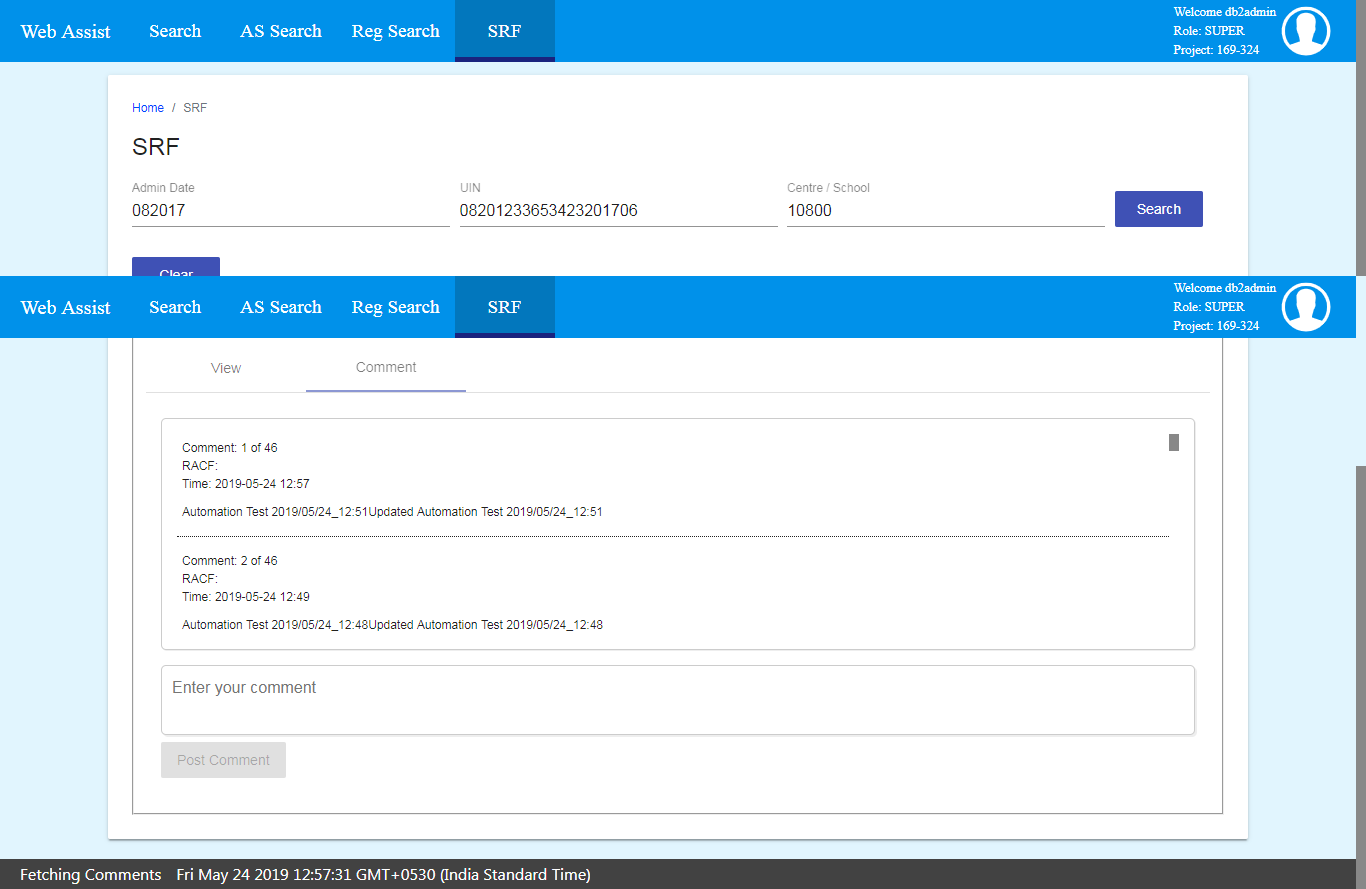 Web Assist Search AS Search Reg Search SRF
Welcome db2admin
Role: SUPER
Project: 169-324
Home / SRF
SRF
Admin Date UIN Centre / School
082017 08201233653423201706 10800 Search
Clear
Web Assist Search AS Search Reg Search SRF
Welcome db2admin
Role: SUPER
Project: 169-324
View Comment
Comment: 1 of 46
RACF:
Time: 2019-05-24 12:57
Automation Test 2019/05/24_12:51Updated Automation Test 2019/05/24_12:51
Comment: 2 of 46
RACF:
Time: 2019-05-24 12:49
Automation Test 2019/05/24_12:48Updated Automation Test 2019/05/24_12:48
Enter your comment
Post Comment
Fetching Comments Fri May 24 2019 12:57:31 GMT+0530 (India Standard Time)